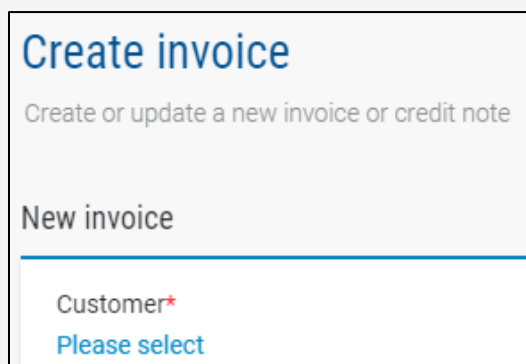 Create invoice
Create or update a new invoice or credit note
New invoice
Customer*
Please select